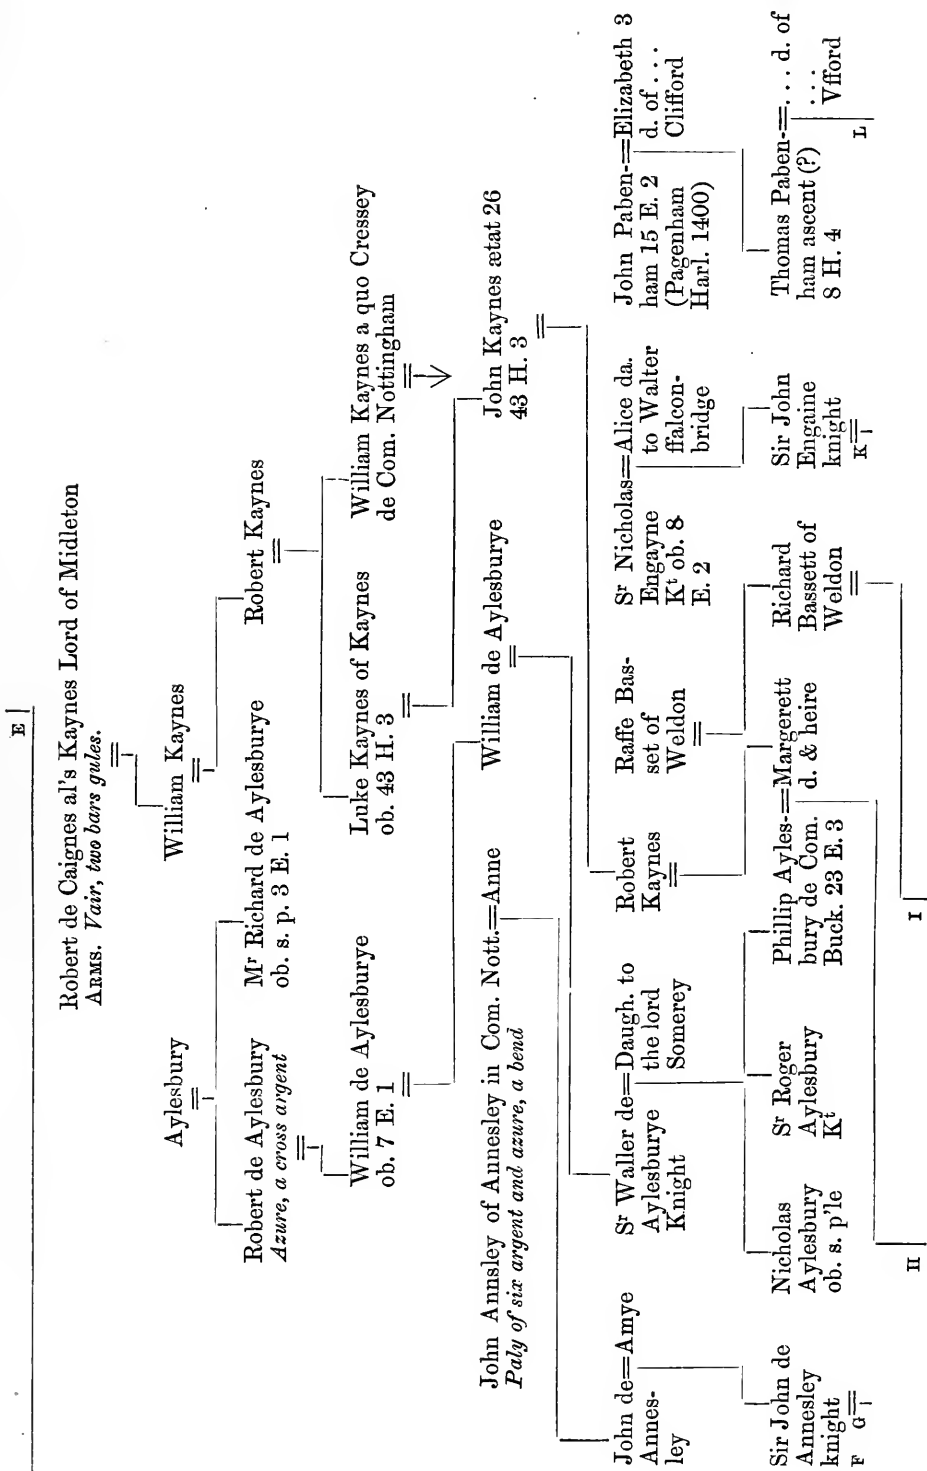 E
Robert de Caignes al's Kaynes Lord of Midleton
ARMS. Vair, two bars gules.
Aylesbury
William Kaynes
Robert de Aylesbury
Azure, a cross argent
Mr Richard de Aylesburye
ob. s. p. 3 E. 1
Robert Kaynes
William de Aylesburye
ob. 7 E. 1
Luke Kaynes of Kaynes
ob. 43 H. 3
William Kaynes a quo Cressey
de Com. Nottingham
John Annsley of Annesley in Com. Nott.=Anne
Paly of six argent and azure, a bend
William de Aylesburye
John Kaynes ætat 26
43 H. 3
John de=Amye
Annes-
ley
Sr Waller de=Daugh. to
Aylesburye the lord
Knight Somerey
Robert
Kaynes
Raffe Bas-
set of
Weldon
Sr Nicholas=Alice da.
Engayne to Walter
Kt ob. 8 ffalcon-
E. 2 bridge
John Paben-=Elizabeth 3
ham 15 E. 2 d. of ...
(Pagenham Clifford
Harl. 1400)
Sir John de
Annesley
knight
F G
Nicholas
Aylesbury
ob. s. p'le
Sr Roger
Aylesbury
Kt
Phillip Ayles-=Margerett
bury de Com. d. & heire
Buck. 23 E. 3
Richard
Bassett of
Weldon
Sir John
Engaine
knight
K
Thomas Paben-=... d. of
ham ascent (?) ...
8 H. 4 Vfford
L
H
I